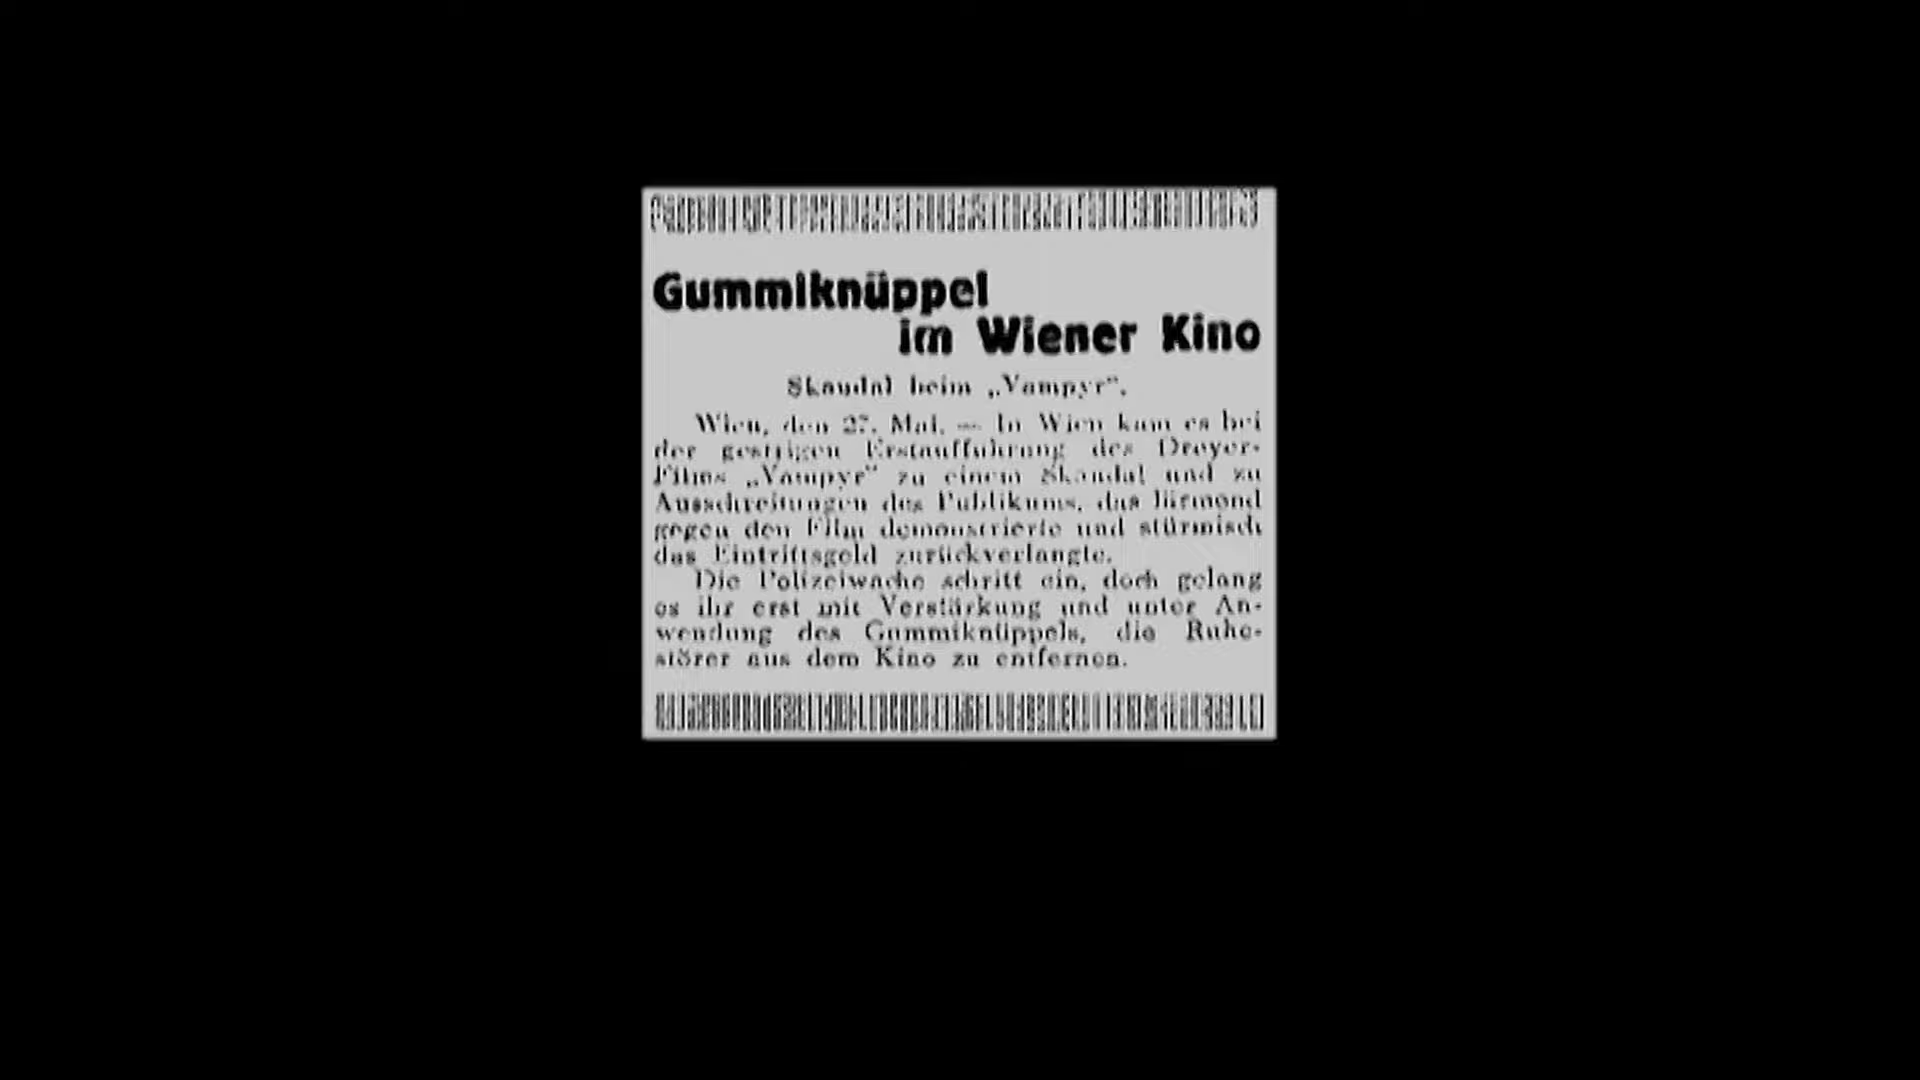 Gummiknüppel
im Wiener Kino
Skandal beim „Vampyr“.
Wien, den 27. Mai. — In Wien kam es bei
der gestrigen Erstaufführung des Dreyer-
Films „Vampyr“ zu einem Skandal und zu
Ausschreitungen des Publikums, das lärmend
gegen den Film demonstrierte und stürmisch
das Eintrittsgeld zurückverlangte.
Die Polizeiwache schritt ein, doch gelang
es ihr erst mit Verstärkung und unter An-
wendung des Gummiknüppels, die Ruhe-
störer aus dem Kino zu entfernen.